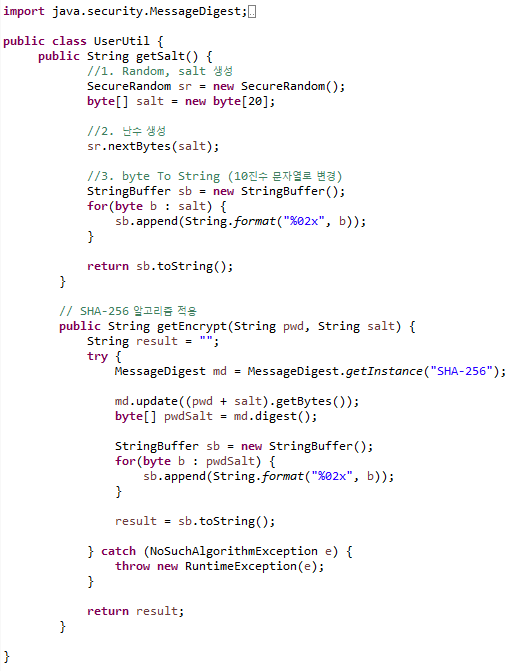 import java.security.MessageDigest;
public class UserUtil {
public String getSalt() {
//1. Random, salt 생성
SecureRandom sr = new SecureRandom();
byte[] salt = new byte[20];
//2. 난수 생성
sr.nextBytes(salt);
//3. byte To String (10진수 문자열로 변경)
StringBuffer sb = new StringBuffer();
for(byte b : salt) {
sb.append(String.format("%02x", b));
}
return sb.toString();
}
// SHA-256 알고리즘 적용
public String getEncrypt(String pwd, String salt) {
String result = "";
try {
MessageDigest md = MessageDigest.getInstance("SHA-256");
md.update((pwd + salt).getBytes());
byte[] pwdSalt = md.digest();
StringBuffer sb = new StringBuffer();
for(byte b : pwdSalt) {
sb.append(String.format("%02x", b));
}
result = sb.toString();
} catch (NoSuchAlgorithmException e) {
throw new RuntimeException(e);
}
return result;
}
}